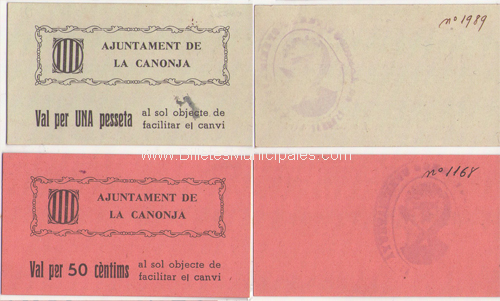 AJUNTAMENT DE
LA CANONJA
Val per UNA pesseta
al sol objecte de
facilitar el canvi
nº 1989
www.BilletesMunicipales.com
AJUNTAMENT DE
LA CANONJA
Val per 50 cèntims
al sol objecte de
facilitar el canvi
nº 1168